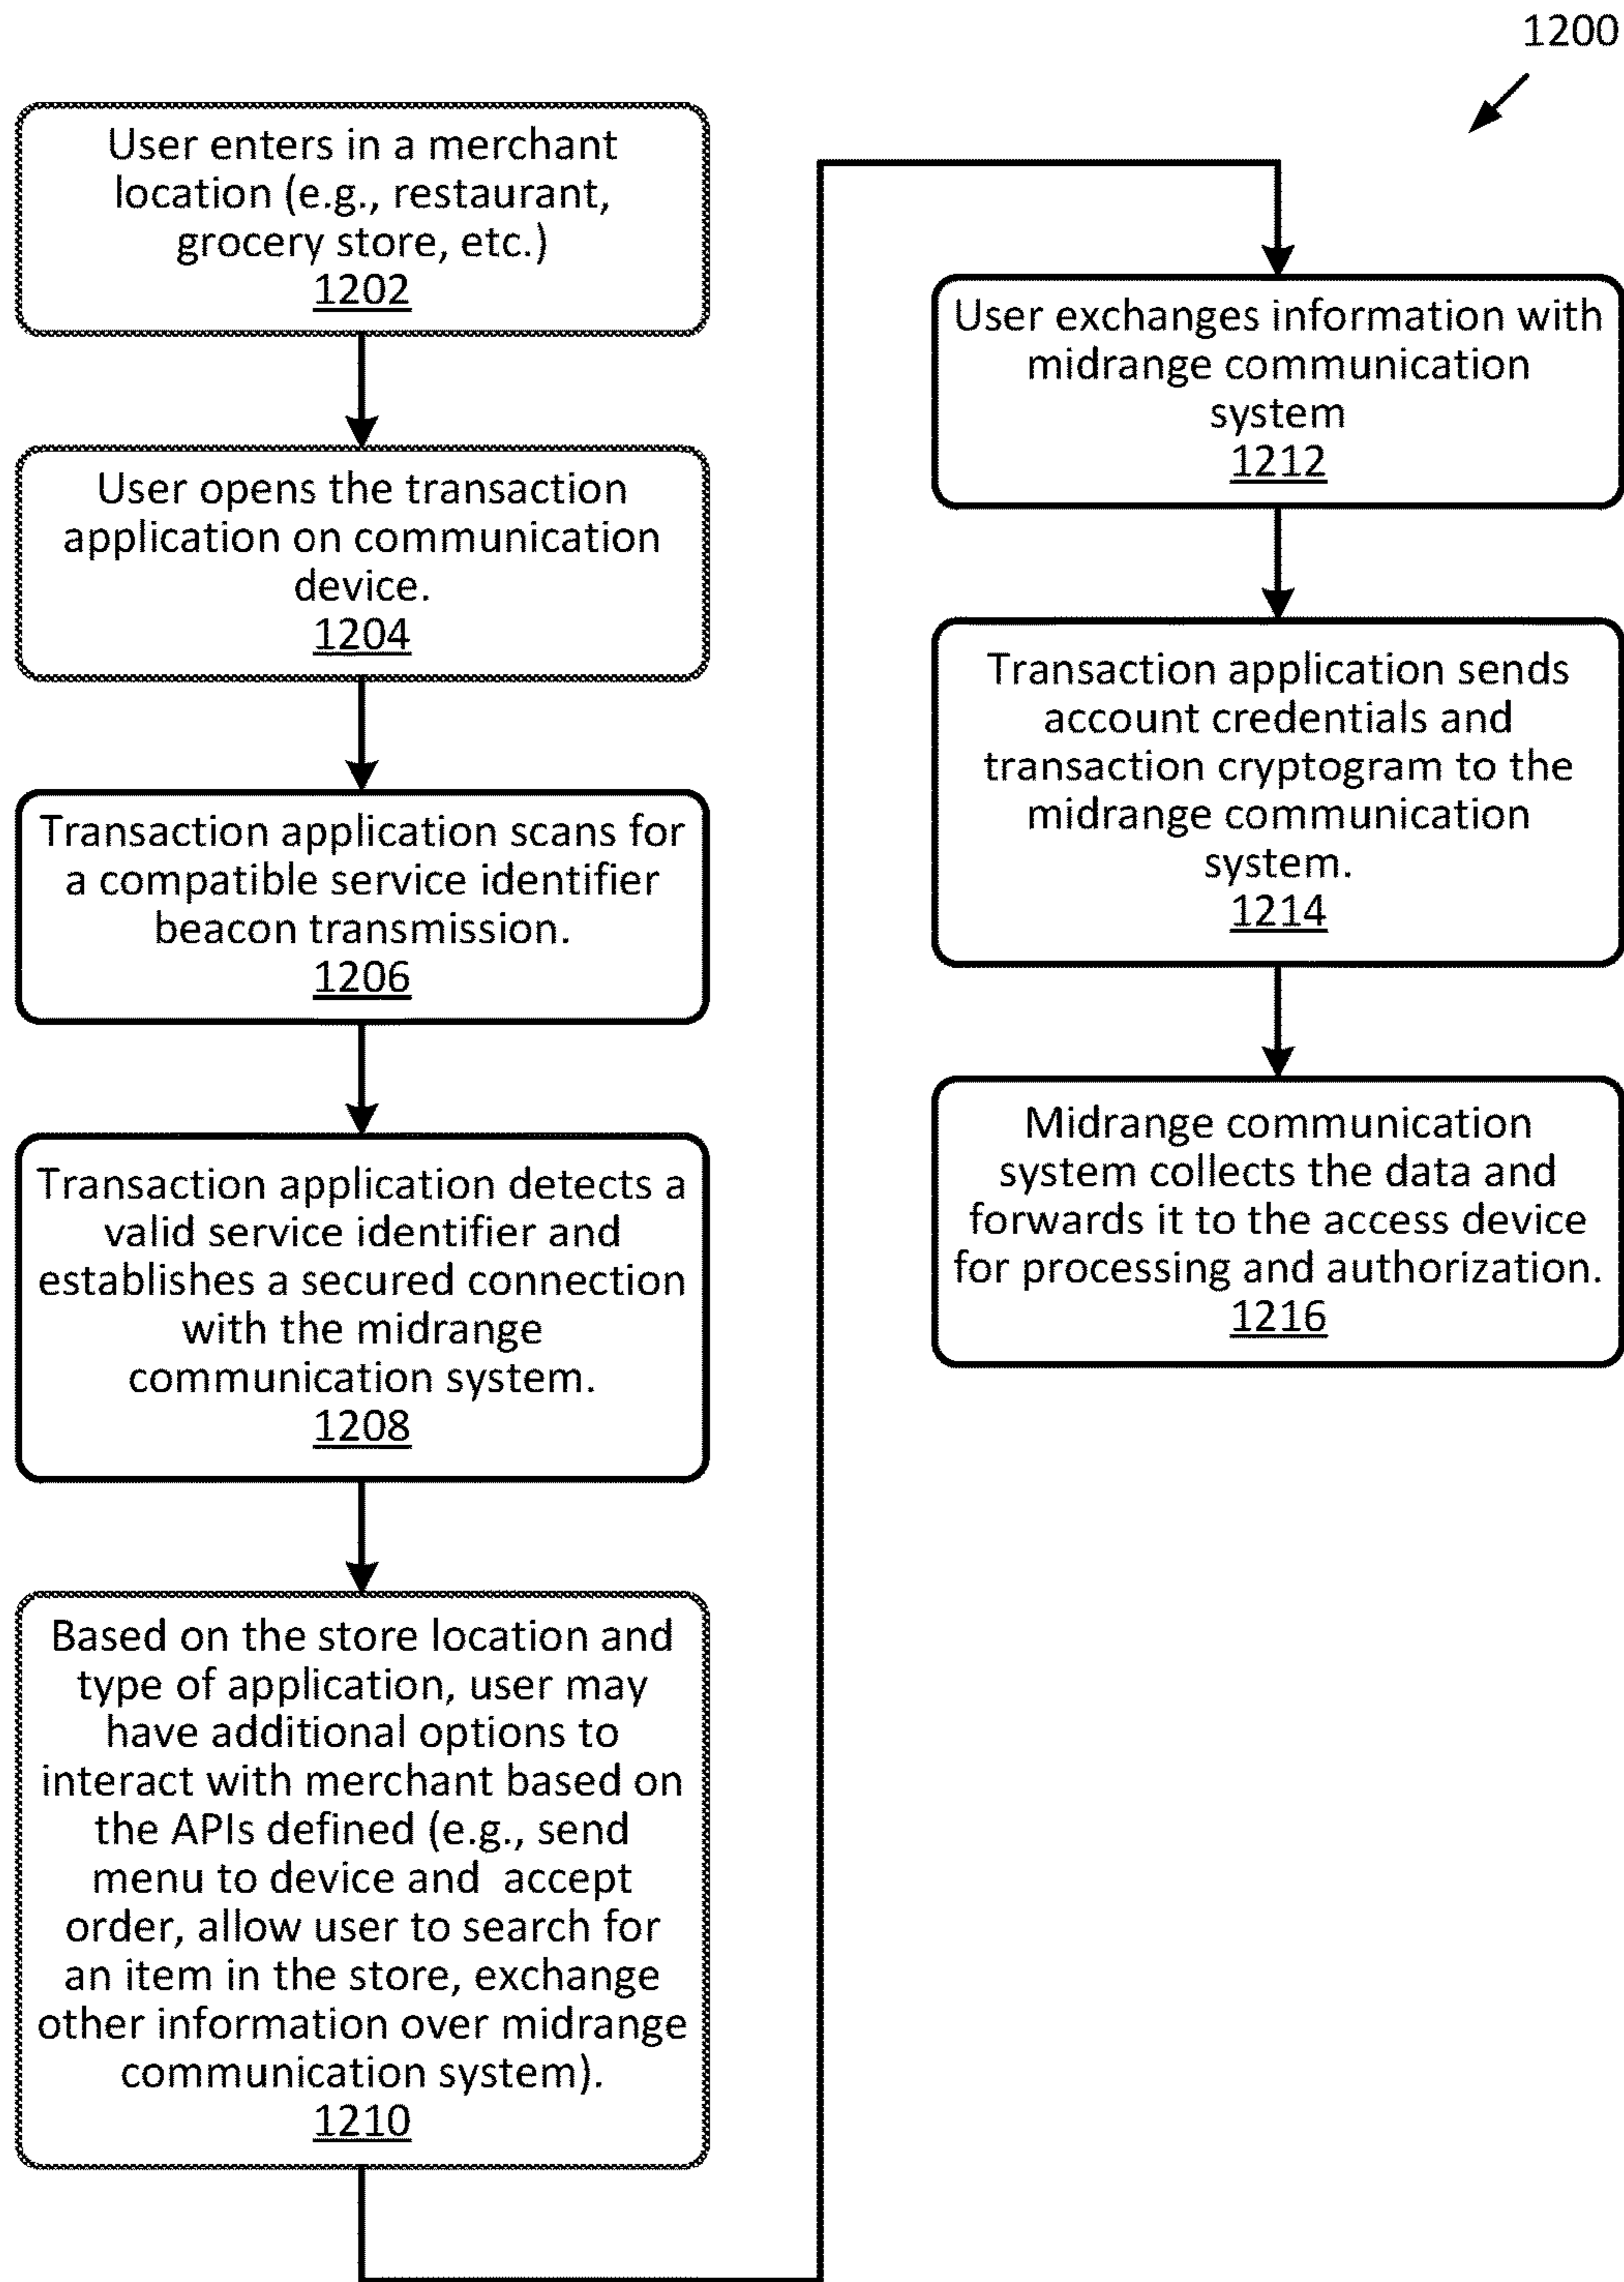 1200
User enters in a merchant
location (e.g., restaurant,
grocery store, etc.)
1202
User opens the transaction
application on communication
device.
1204
Transaction application scans for
a compatible service identifier
beacon transmission.
1206
Transaction application detects a
valid service identifier and
establishes a secured connection
with the midrange
communication system.
1208
Based on the store location and
type of application, user may
have additional options to
interact with merchant based on
the APIs defined (e.g., send
menu to device and accept
order, allow user to search for
an item in the store, exchange
other information over midrange
communication system).
1210
User exchanges information with
midrange communication
system
1212
Transaction application sends
account credentials and
transaction cryptogram to the
midrange communication
system.
1214
Midrange communication
system collects the data and
forwards it to the access device
for processing and authorization.
1216